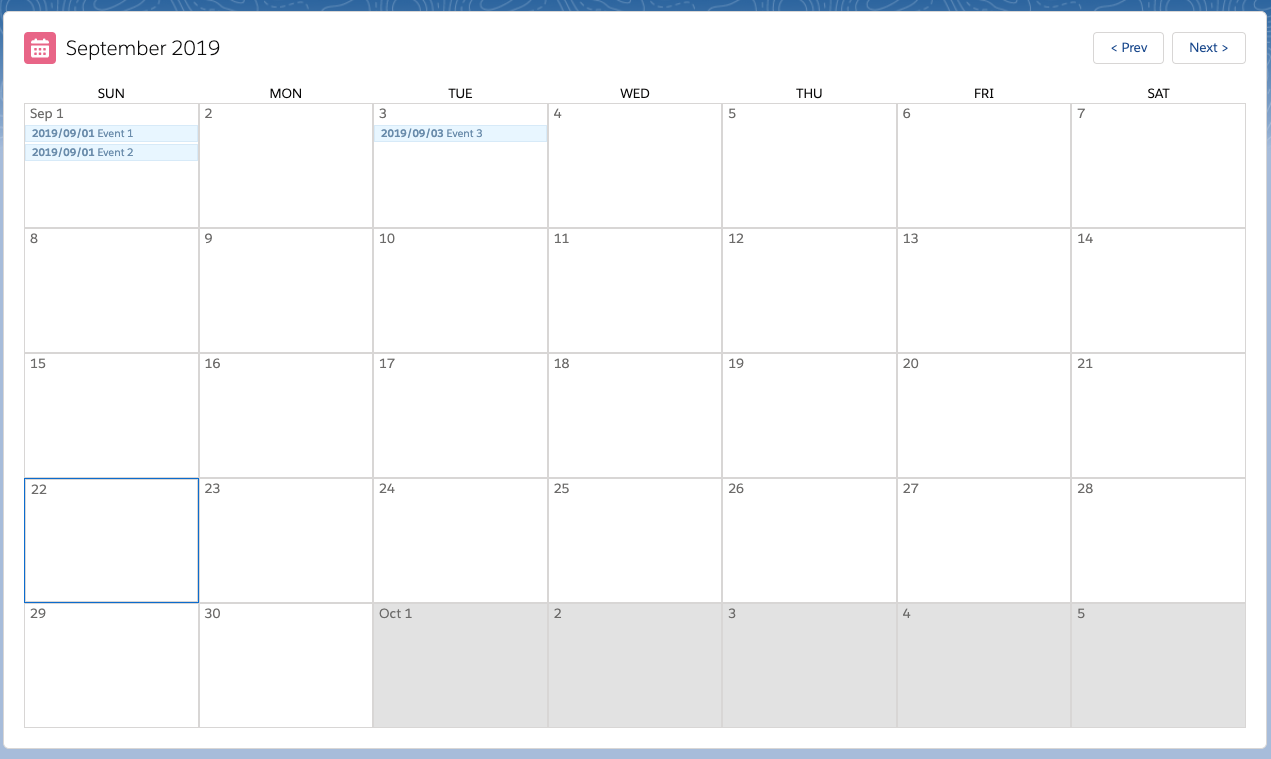 September 2019
< Prev
Next >
SUN MON TUE WED THU FRI SAT
Sep 1 2 3 4 5 6 7
2019/09/01 Event 1 2019/09/03 Event 3
2019/09/01 Event 2
8 9 10 11 12 13 14
15 16 17 18 19 20 21
22 23 24 25 26 27 28
29 30 Oct 1 2 3 4 5